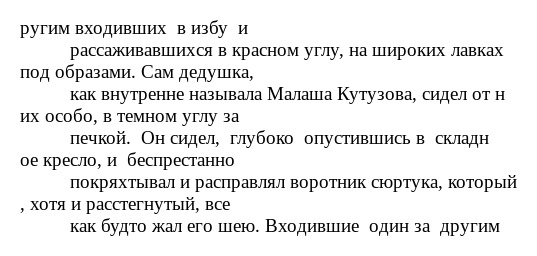 ругим входивших  в избу  и
рассаживавшихся в красном углу, на широких лавках
под образами. Сам дедушка,
как внутренне называла Малаша Кутузова, сидел от н
их особо, в темном углу за
печкой.  Он сидел,  глубоко  опустившись в  складн
ое кресло, и  беспрестанно
покряхтывал и расправлял воротник сюртука, который
, хотя и расстегнутый, все
как будто жал его шею. Входившие  один за  другим